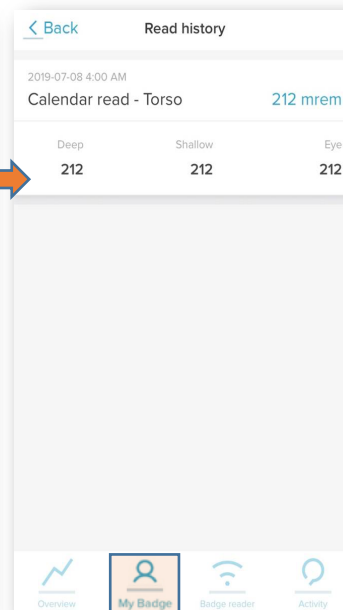 < Back Read history
2019-07-08 4:00 AM
Calendar read - Torso 212 mrem
Deep Shallow Eye
212 212 212
Overview My Badge Badge reader Activity